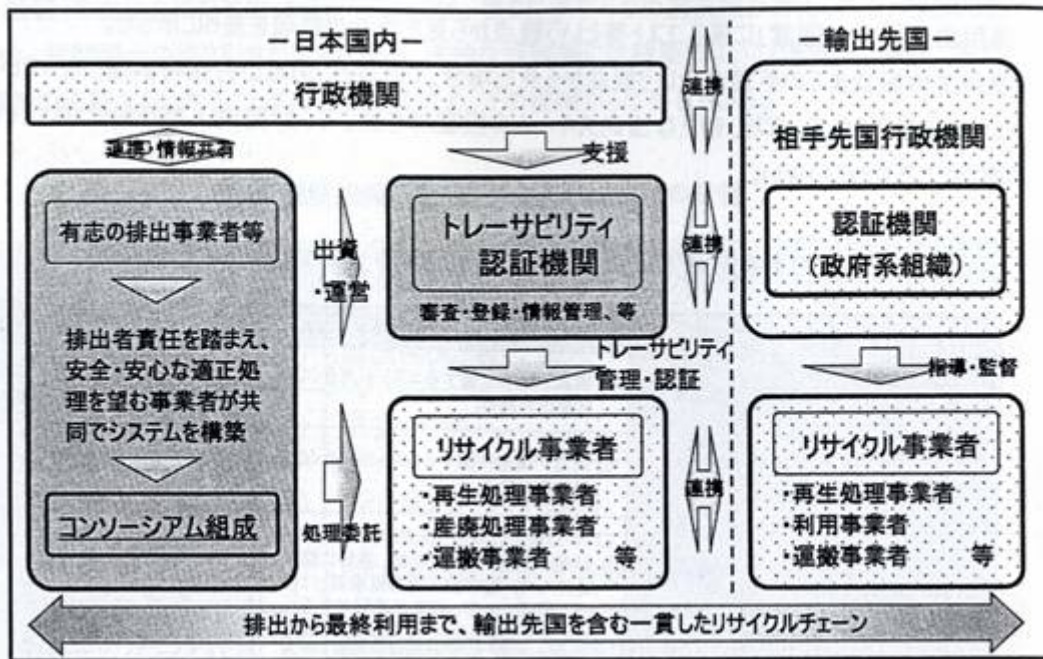 －日本国内－
－輸出先国－
行政機関
連携
相手先国行政機関
連携・情報共有
支援
有志の排出事業者等
出資
・運営
トレーサビリティ
認証機関
審査・登録・情報管理、等
連携
認証機関
（政府系組織）
排出者責任を踏まえ、
安全・安心な適正処
理を望む事業者が共
同でシステムを構築
トレーサビリティ
管理・認証
指導・監督
コンソーシアム組成
処理委託
リサイクル事業者
・再生処理事業者
・産廃処理事業者
・運搬事業者　　等
連携
リサイクル事業者
・再生処理事業者
・利用事業者
・運搬事業者　　等
排出から最終利用まで、輸出先国を含む一貫したリサイクルチェーン